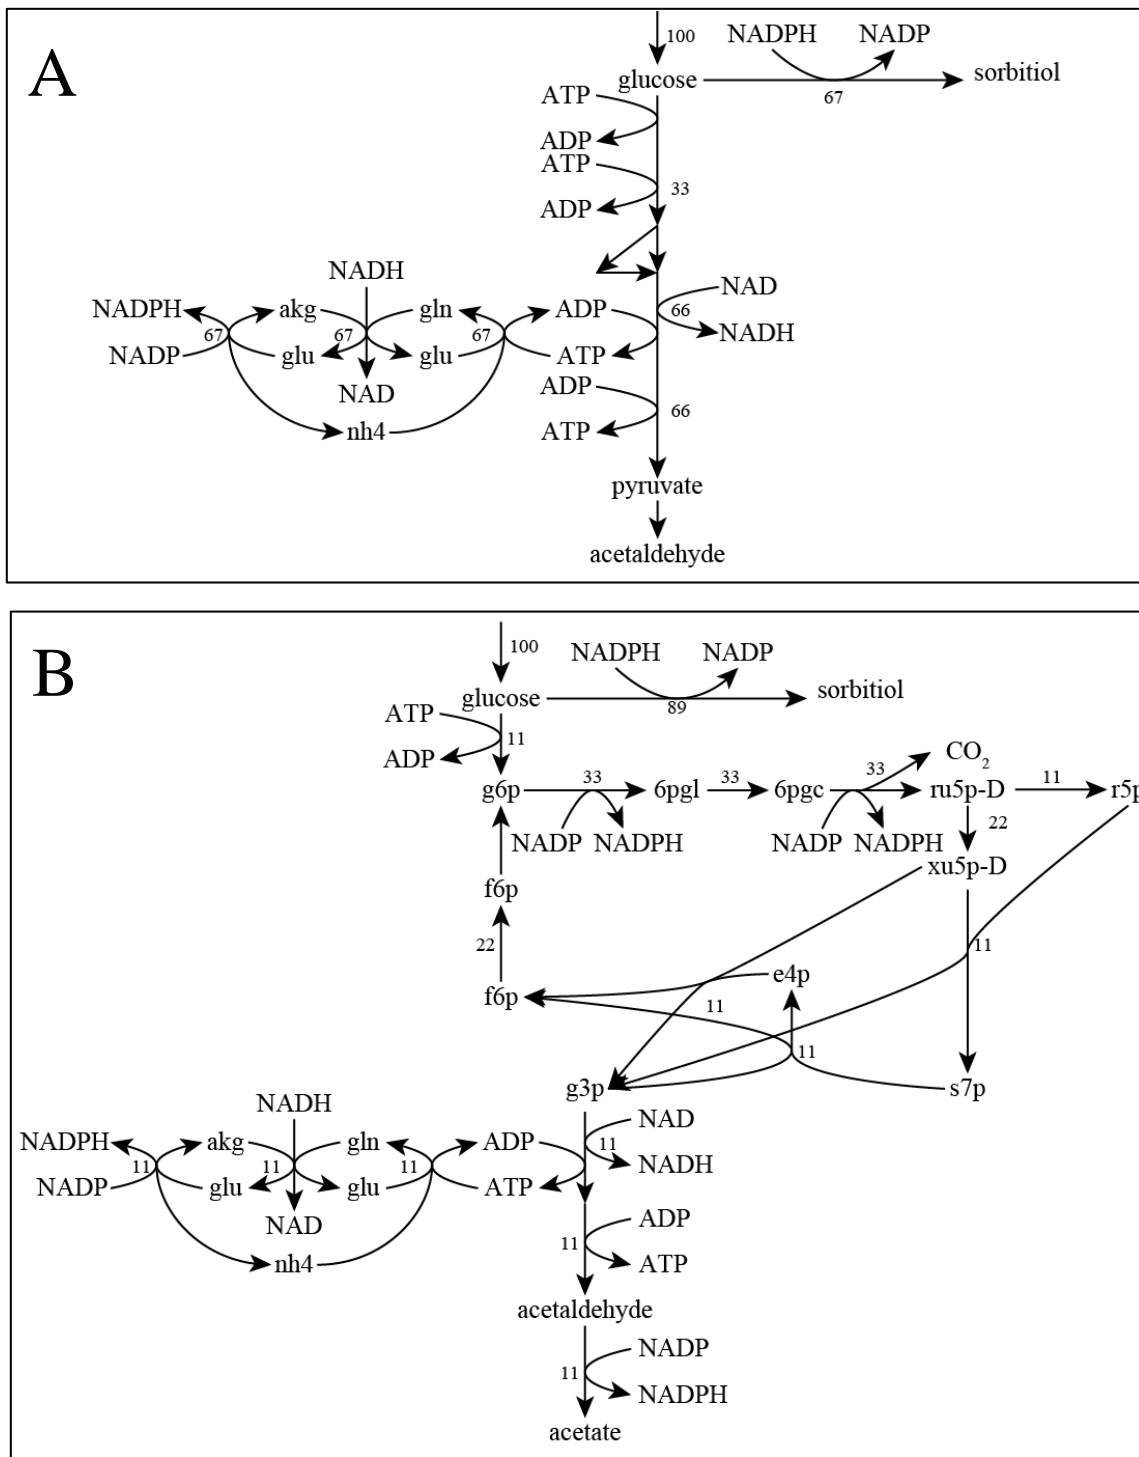 A
100
NADPH NADP
glucose
sorbitiol
67
ATP
ADP
ATP
33
ADP
NADH
NAD
NADPH akg gln ADP
66
NADH
67 67 67
NADP glu glu ATP
NAD
ADP
66
nh4
ATP
pyruvate
acetaldehyde
B
100
NADPH NADP
glucose
sorbitiol
89
ATP
11
ADP
CO2
g6p 33 6pgl 33 6pgc 33 ru5p-D 11 r5p
NADP NADPH NADP NADPH
22
xu5p-D
f6p
22
11
e4p
f6p
11
11
g3p
s7p
NADH
NAD
NADPH akg gln ADP
11
NADH
11 11 11
NADP glu glu ATP
NAD
ADP
11
nh4
ATP
acetaldehyde
NADP
11
NADPH
acetate